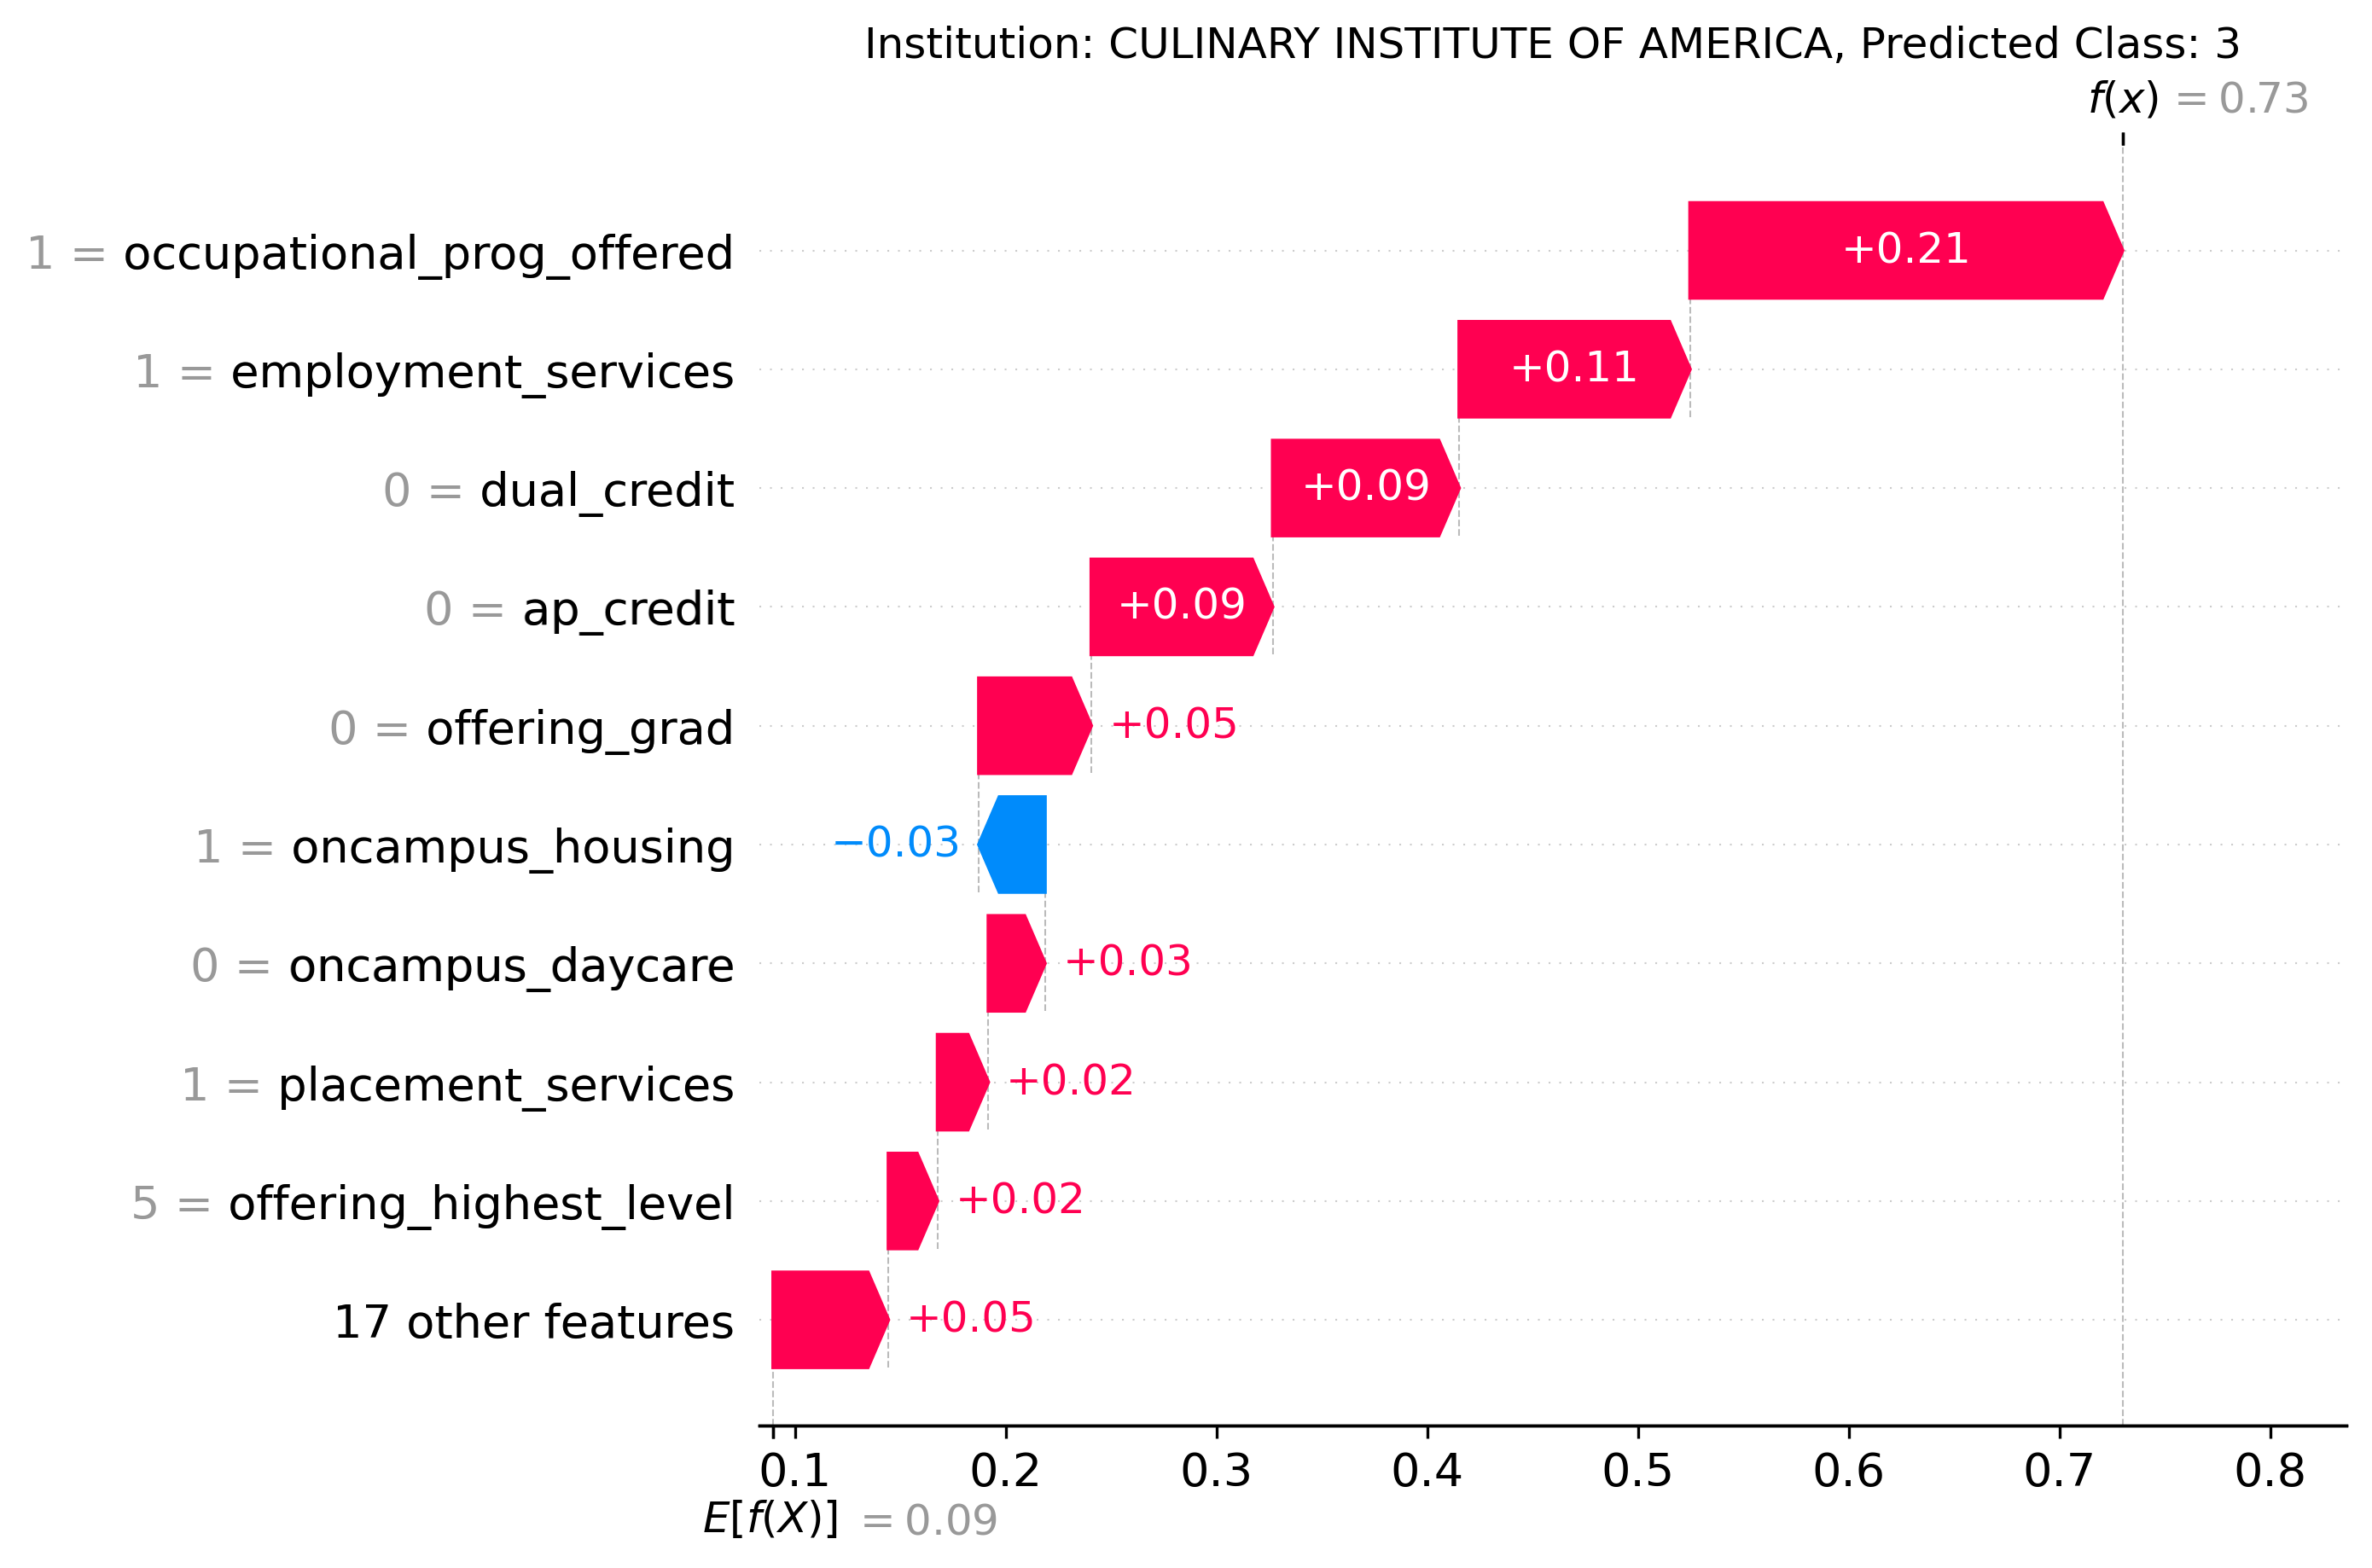 Institution: CULINARY INSTITUTE OF AMERICA, Predicted Class: 3
f(x) = 0.73
1 = occupational_prog_offered +0.21
1 = employment_services +0.11
0 = dual_credit +0.09
0 = ap_credit +0.09
0 = offering_grad +0.05
1 = oncampus_housing −0.03
0 = oncampus_daycare +0.03
1 = placement_services +0.02
5 = offering_highest_level +0.02
17 other features +0.05
0.1 0.2 0.3 0.4 0.5 0.6 0.7 0.8
E[f(X)] = 0.09